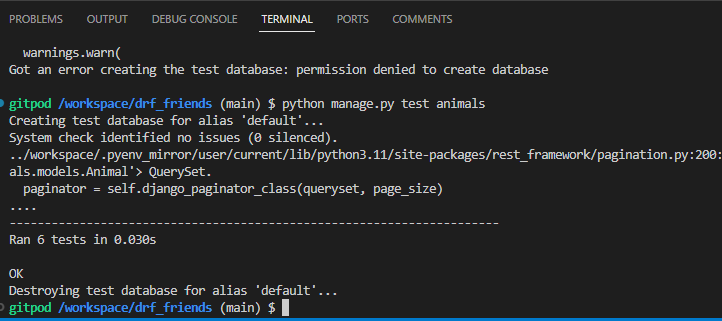 PROBLEMS OUTPUT DEBUG CONSOLE TERMINAL PORTS COMMENTS
warnings.warn(
Got an error creating the test database: permission denied to create database
gitpod /workspace/drf_friends (main) $ python manage.py test animals
Creating test database for alias 'default'...
System check identified no issues (0 silenced).
../workspace/.pyenv_mirror/user/current/lib/python3.11/site-packages/rest_framework/pagination.py:200:
als.models.Animal'> QuerySet.
paginator = self.django_paginator_class(queryset, page_size)
....
----------------------------------------------------------------------
Ran 6 tests in 0.030s
OK
Destroying test database for alias 'default'...
gitpod /workspace/drf_friends (main) $